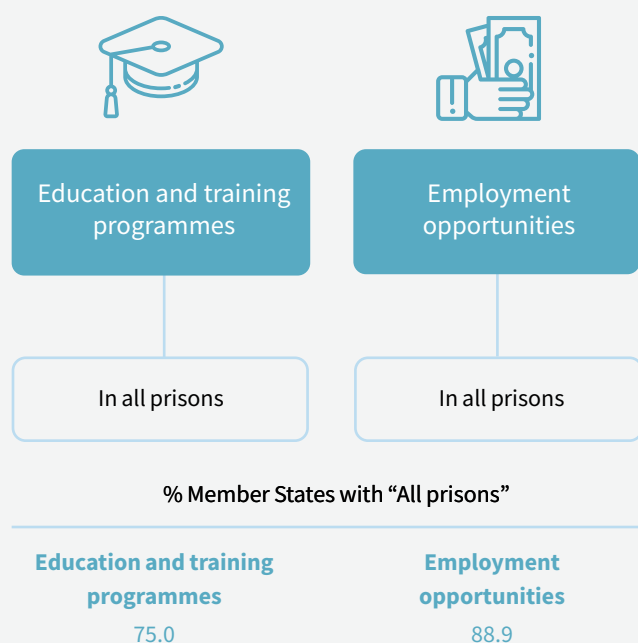 Education and training
programmes
Employment
opportunities
In all prisons
In all prisons
% Member States with “All prisons”
Education and training
programmes
Employment
opportunities
75.0
88.9